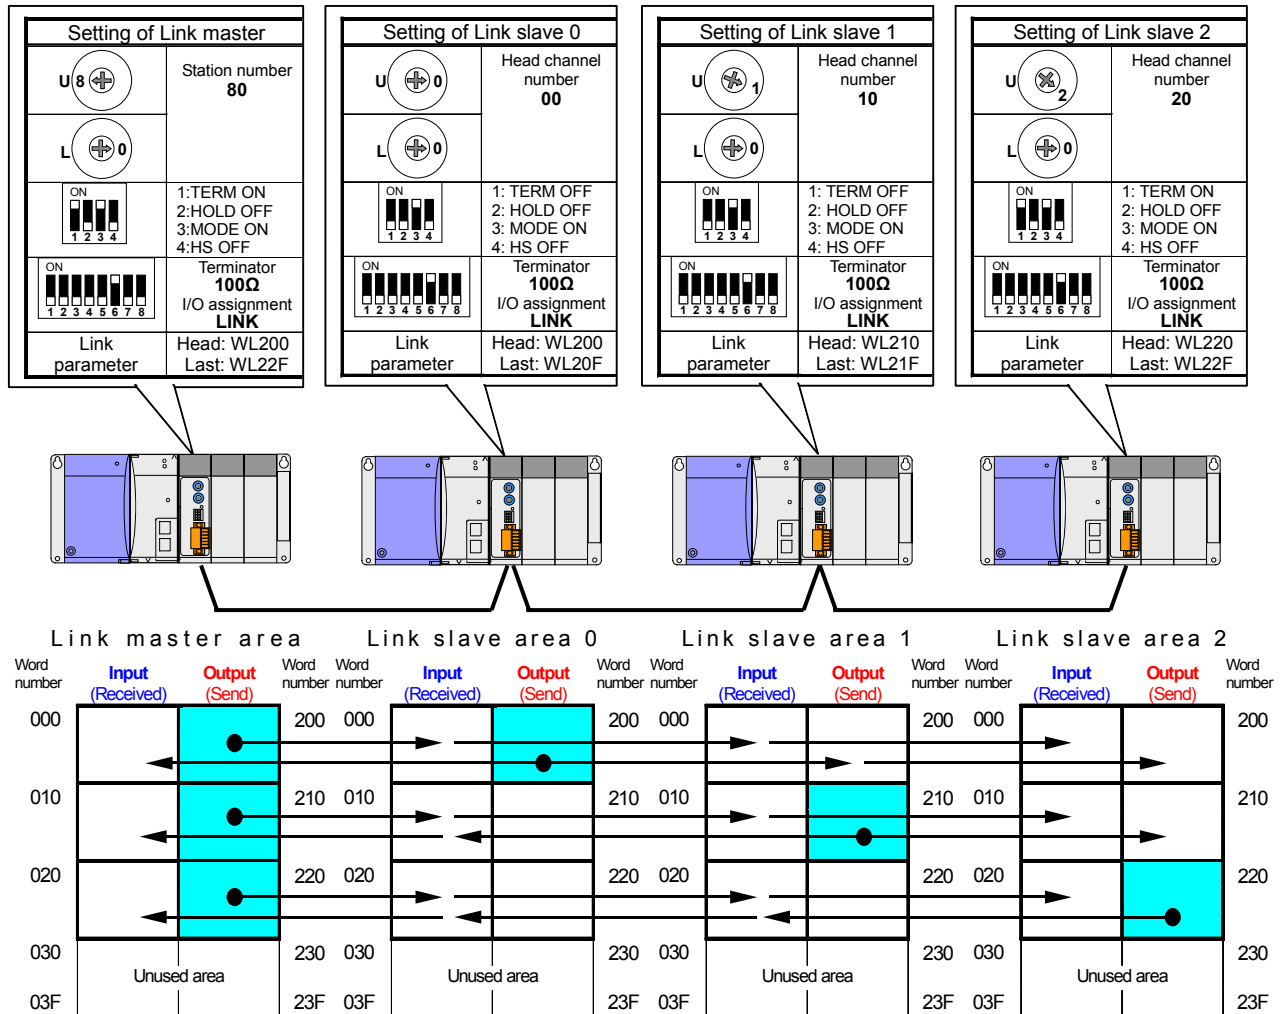 Setting of Link master
U 8
Station number
80
L 0
ON
1 2 3 4
1:TERM ON
2:HOLD OFF
3:MODE ON
4:HS OFF
ON
1 2 3 4 5 6 7 8
Terminator
100Ω
I/O assignment
LINK
Link
parameter
Head: WL200
Last: WL22F
Setting of Link slave 0
U 0
Head channel
number
00
L 0
ON
1 2 3 4
1: TERM OFF
2: HOLD OFF
3: MODE ON
4: HS OFF
ON
1 2 3 4 5 6 7 8
Terminator
100Ω
I/O assignment
LINK
Link
parameter
Head: WL200
Last: WL20F
Setting of Link slave 1
U 1
Head channel
number
10
L 0
ON
1 2 3 4
1: TERM OFF
2: HOLD OFF
3: MODE ON
4: HS OFF
ON
1 2 3 4 5 6 7 8
Terminator
100Ω
I/O assignment
LINK
Link
parameter
Head: WL210
Last: WL21F
Setting of Link slave 2
U 2
Head channel
number
20
L 0
ON
1 2 3 4
1: TERM ON
2: HOLD OFF
3: MODE ON
4: HS OFF
ON
1 2 3 4 5 6 7 8
Terminator
100Ω
I/O assignment
LINK
Link
parameter
Head: WL220
Last: WL22F
Link master area Link slave area 0 Link slave area 1 Link slave area 2
Word Input Output Word Word Input Output Word Word Input Output Word Word Input Output Word
number (Received) (Send) number number (Received) (Send) number number (Received) (Send) number number (Received) (Send) number
000 200 000 200 000 200 000 200
010 210 010 210 010 210 010 210
020 220 020 220 020 220 020 220
030 230 030 230 030 230 030 230
Unused area Unused area Unused area Unused area
03F 23F 03F 23F 03F 23F 03F 23F